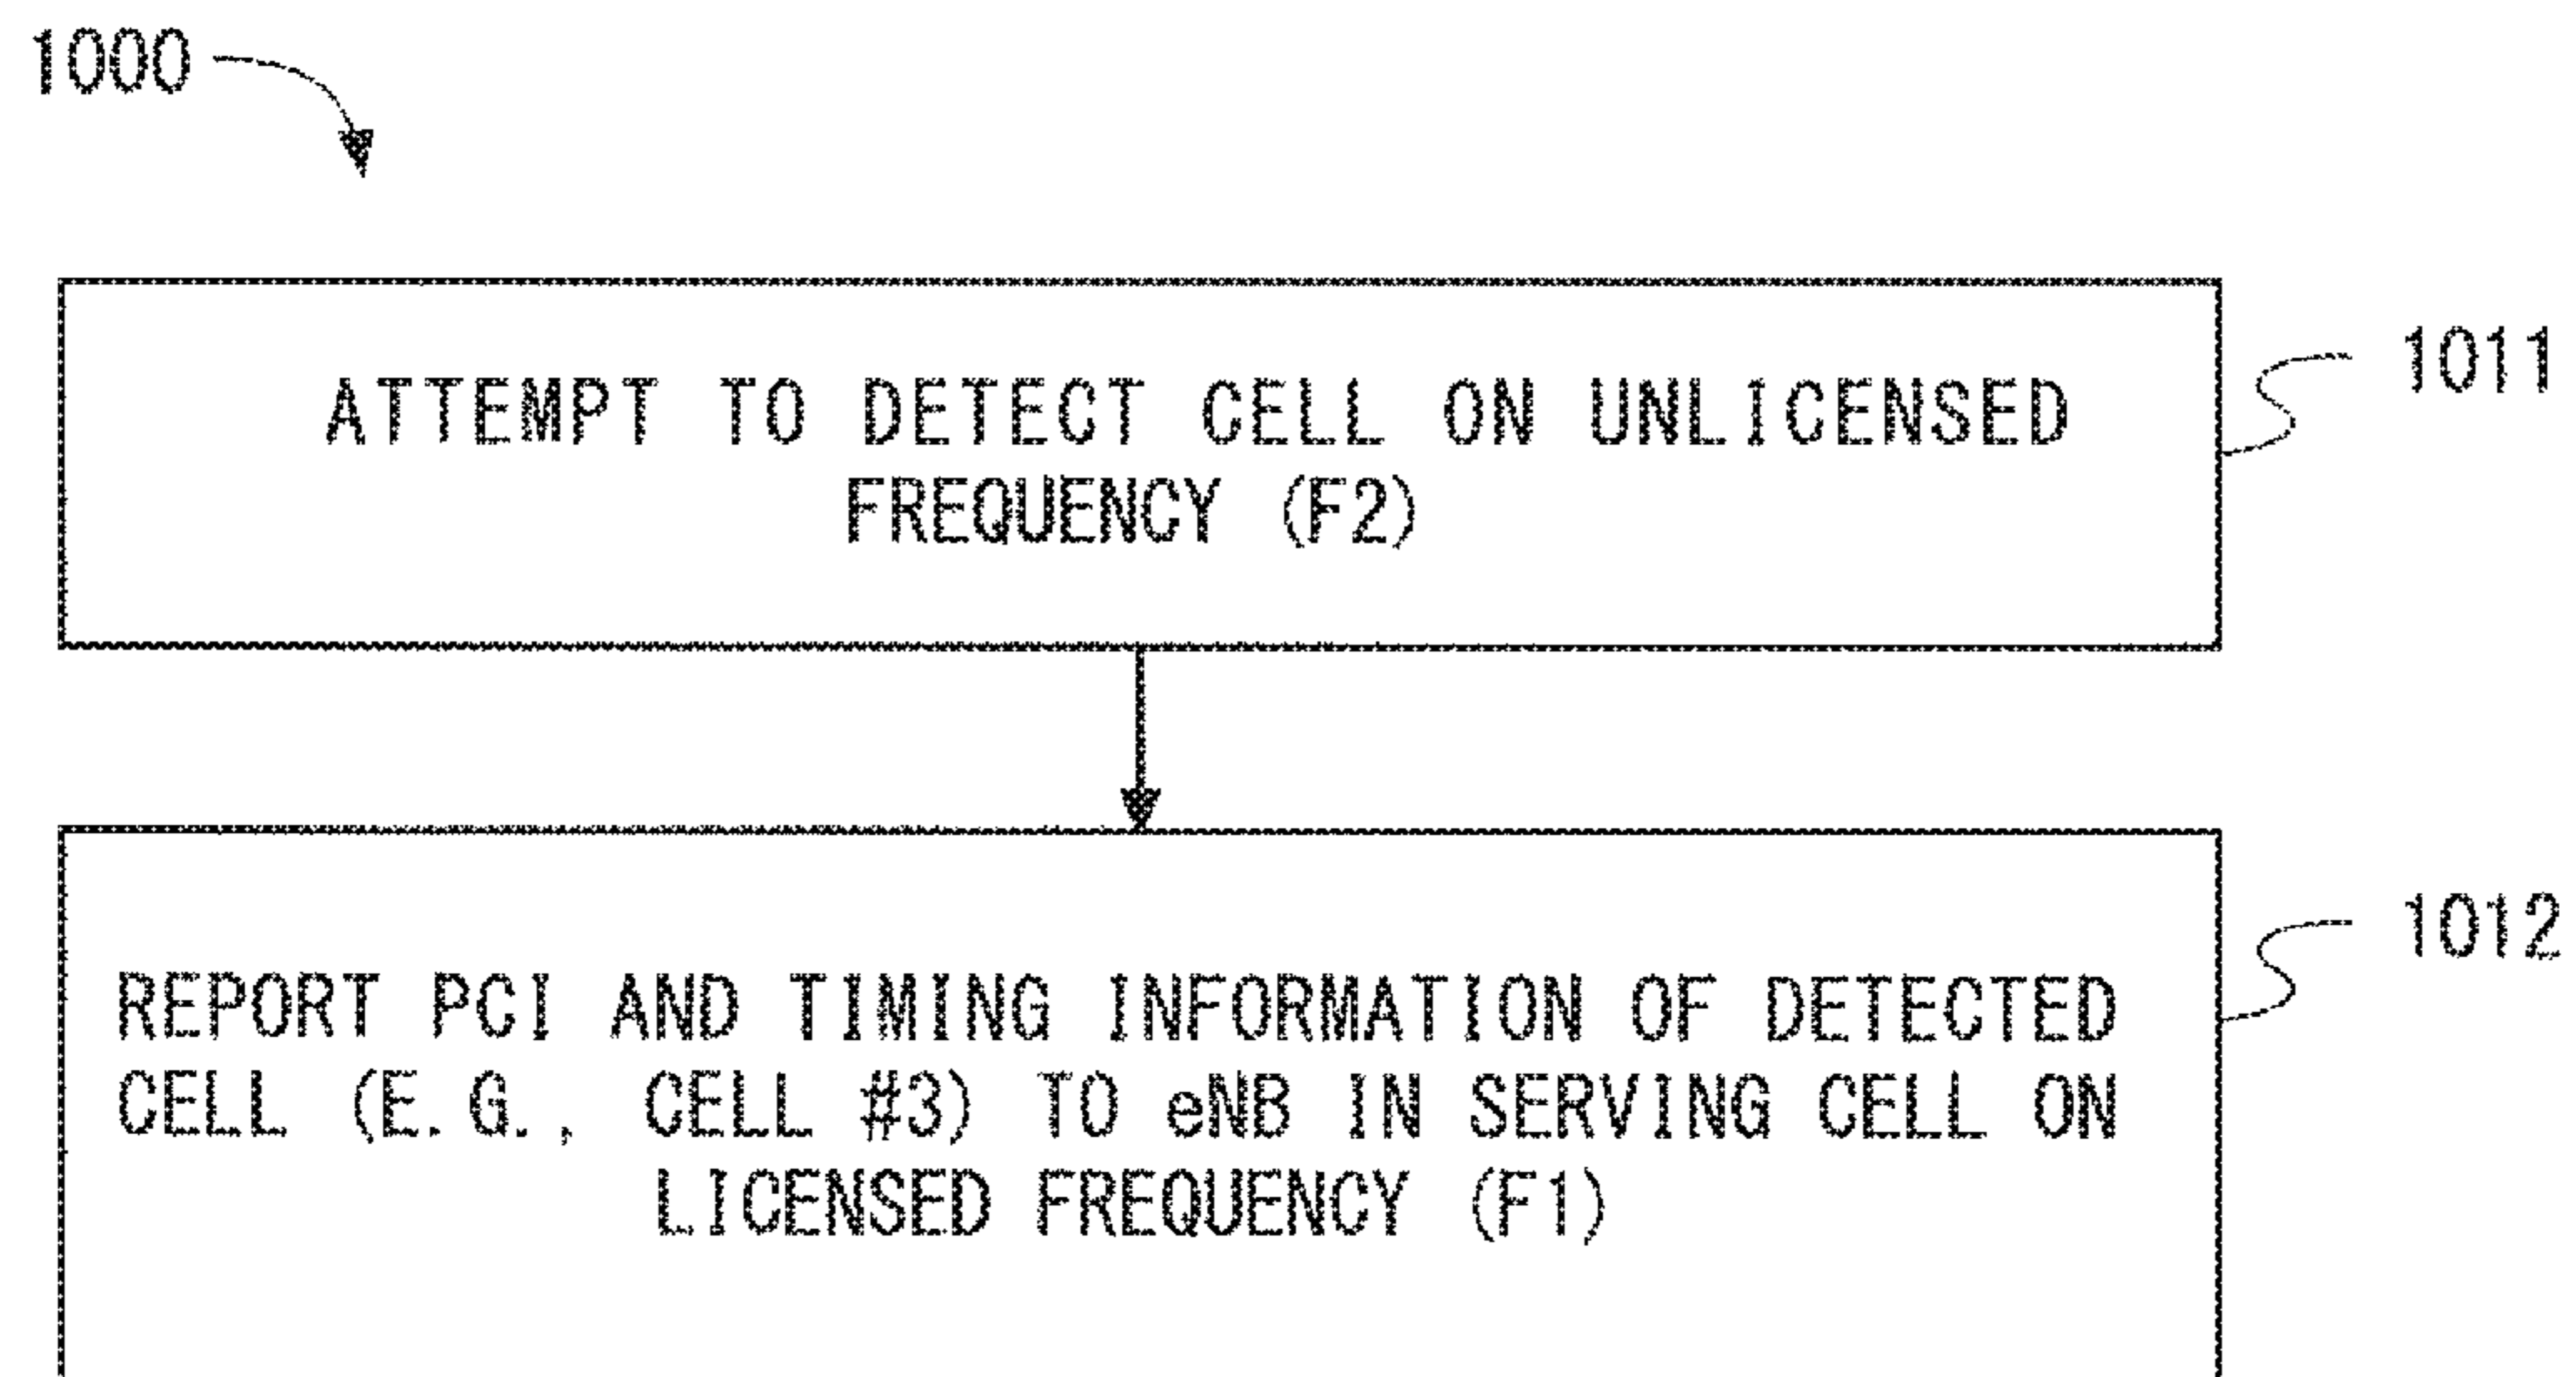 1000
ATTEMPT TO DETECT CELL ON UNLICENSED
FREQUENCY (F2)
1011
REPORT PCI AND TIMING INFORMATION OF DETECTED
CELL (E.G., CELL #3) TO eNB IN SERVING CELL ON
LICENSED FREQUENCY (F1)
1012